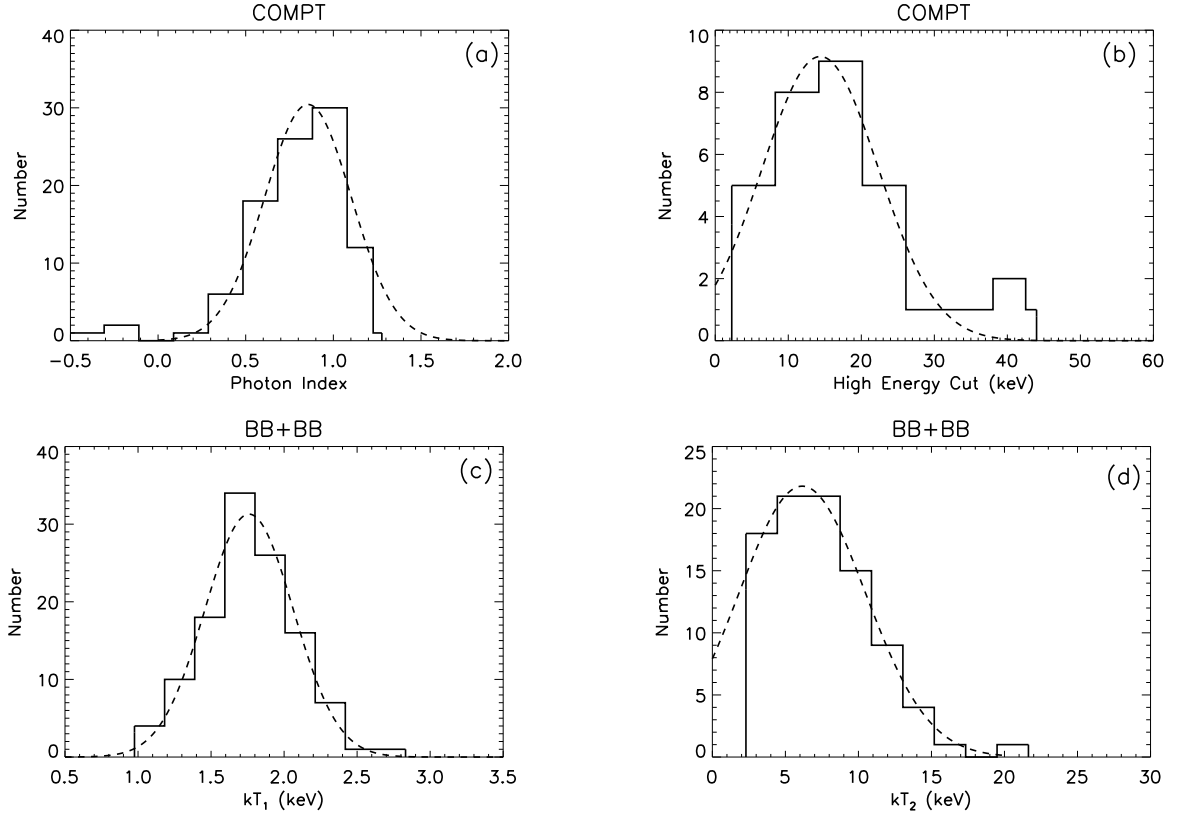 COMPT
(a)
40
30
20
10
0
Number
−0.5 0.0 0.5 1.0 1.5 2.0
Photon Index
COMPT
(b)
10
8
6
4
2
0
Number
0 10 20 30 40 50 60
High Energy Cut (keV)
BB+BB
(c)
40
30
20
10
0
Number
0.5 1.0 1.5 2.0 2.5 3.0 3.5
kT₁ (keV)
BB+BB
(d)
25
20
15
10
5
0
Number
0 5 10 15 20 25 30
kT₂ (keV)